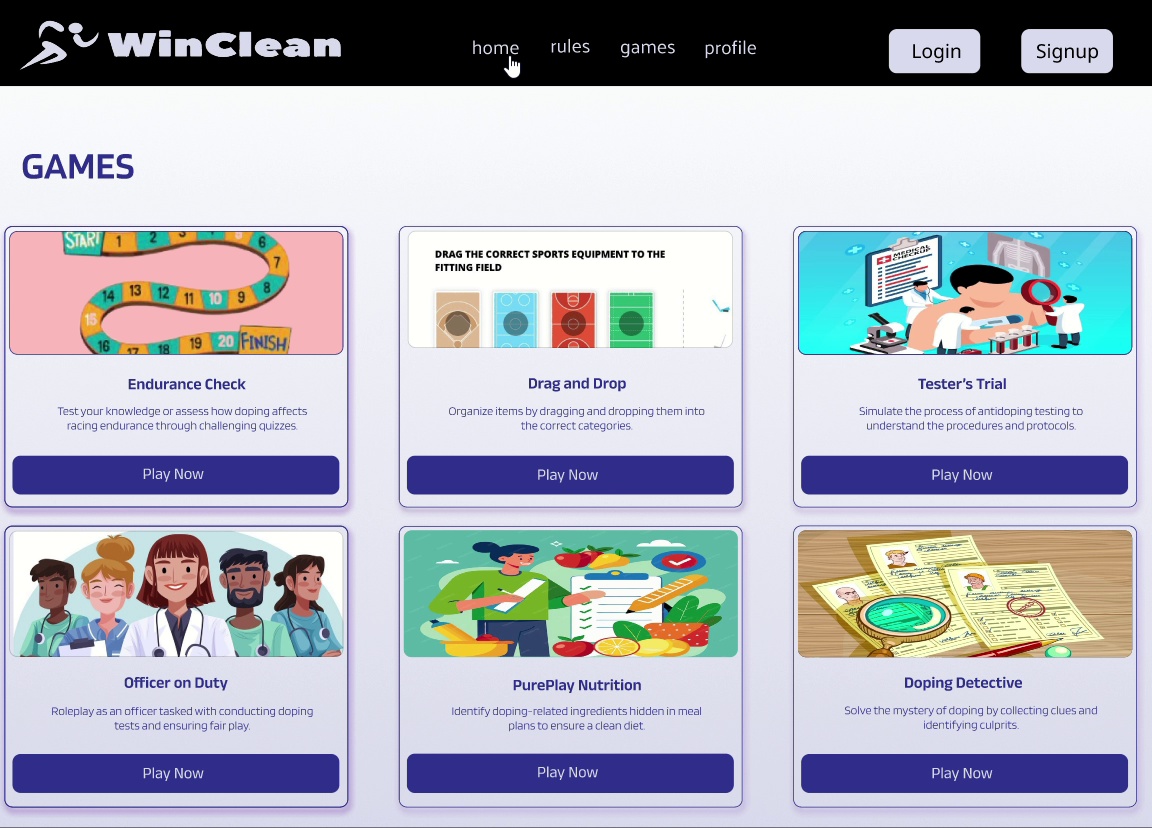 WinClean
home
rules
games
profile
Login
Signup
GAMES
START 1 2 3 4 5 6
7
14 13 12 11 10 9 8
15
16 17 18 19 20 FINISH
Endurance Check
Test your knowledge or assess how doping affects
racing endurance through challenging quizzes.
Play Now
DRAG THE CORRECT SPORTS EQUIPMENT TO THE
FITTING FIELD
Drag and Drop
Organize items by dragging and dropping them into
the correct categories.
Play Now
MEDICAL
CHECKUP
Tester’s Trial
Simulate the process of antidoping testing to
understand the procedures and protocols.
Play Now
Officer on Duty
Roleplay as an officer tasked with conducting doping
tests and ensuring fair play.
Play Now
PurePlay Nutrition
Identify doping-related ingredients hidden in meal
plans to ensure a clean diet.
Play Now
Doping Detective
Solve the mystery of doping by collecting clues and
identifying culprits.
Play Now